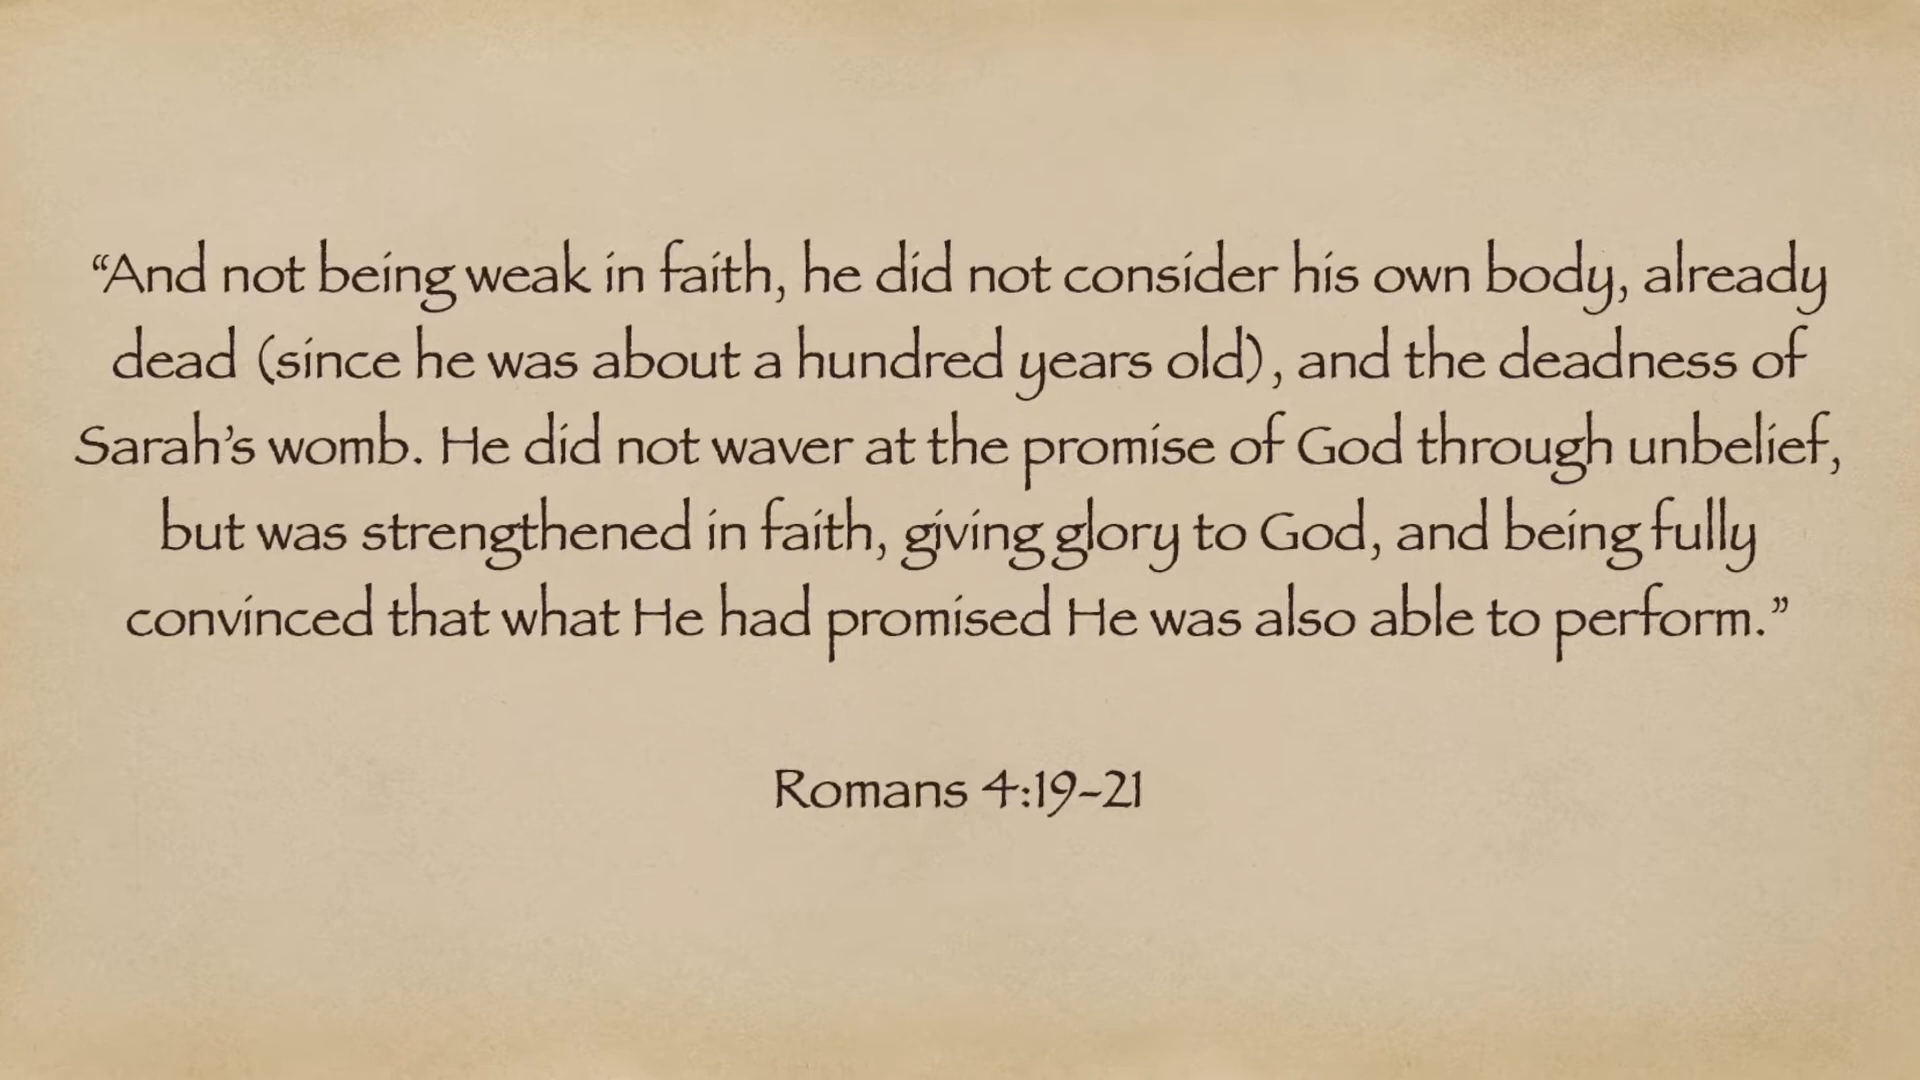 “And not being weak in faith, he did not consider his own body, already
dead (since he was about a hundred years old), and the deadness of
Sarah’s womb. He did not waver at the promise of God through unbelief,
but was strengthened in faith, giving glory to God, and being fully
convinced that what He had promised He was also able to perform.”
Romans 4:19-21